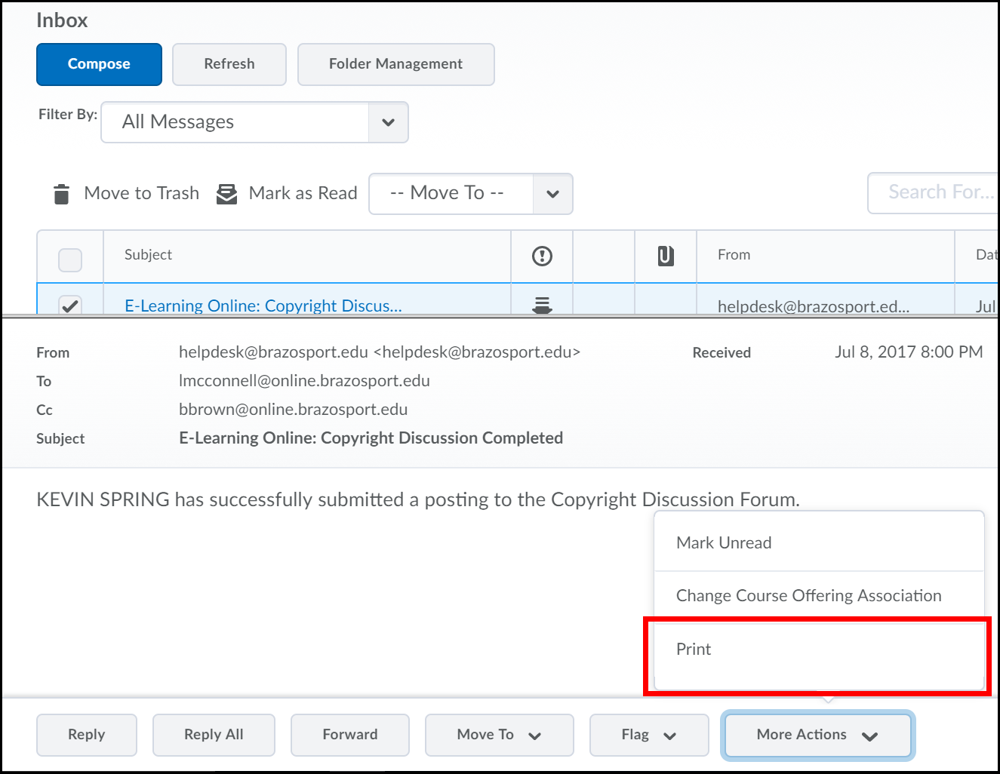 Inbox
Compose Refresh Folder Management
Filter By: All Messages
Move to Trash Mark as Read -- Move To -- Search For...
Subject From Dat
E-Learning Online: Copyright Discus... helpdesk@brazosport.ed... Jul
From helpdesk@brazosport.edu <helpdesk@brazosport.edu> Received Jul 8, 2017 8:00 PM
To lmcconnell@online.brazosport.edu
Cc bbrown@online.brazosport.edu
Subject E-Learning Online: Copyright Discussion Completed
KEVIN SPRING has successfully submitted a posting to the Copyright Discussion Forum.
Mark Unread
Change Course Offering Association
Print
Reply Reply All Forward Move To Flag More Actions